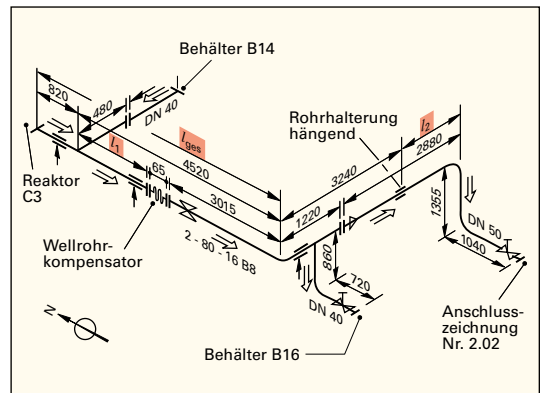 Behälter B14
820
480
DN 40
l1
lges
4520
65
3015
Reaktor
C3
Wellrohr-
kompensator
2 - 80 - 16 B8
Rohrhalterung
hängend
l2
2880
3240
1220
860
720
DN 40
Behälter B16
1355
DN 50
1040
Anschluss-
zeichnung
Nr. 2.02
N